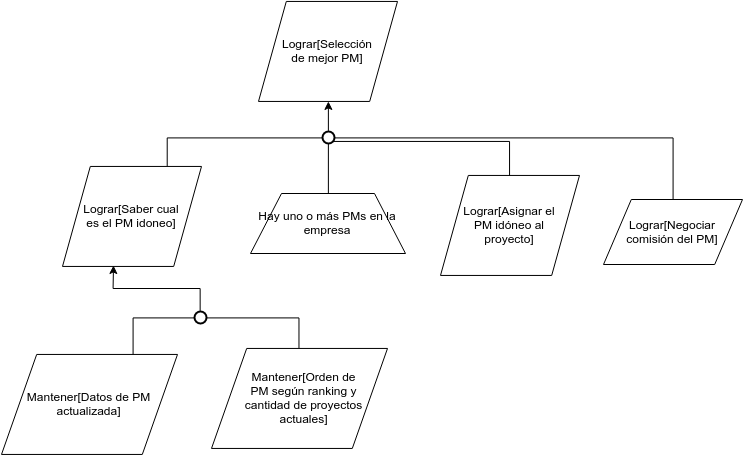 Lograr[Selección
de mejor PM]
Lograr[Saber cual
es el PM idoneo]
Hay uno o más PMs en la
empresa
Lograr[Asignar el
PM idóneo al
proyecto]
Lograr[Negociar
comisión del PM]
Mantener[Datos de PM
actualizada]
Mantener[Orden de
PM según ranking y
cantidad de proyectos
actuales]